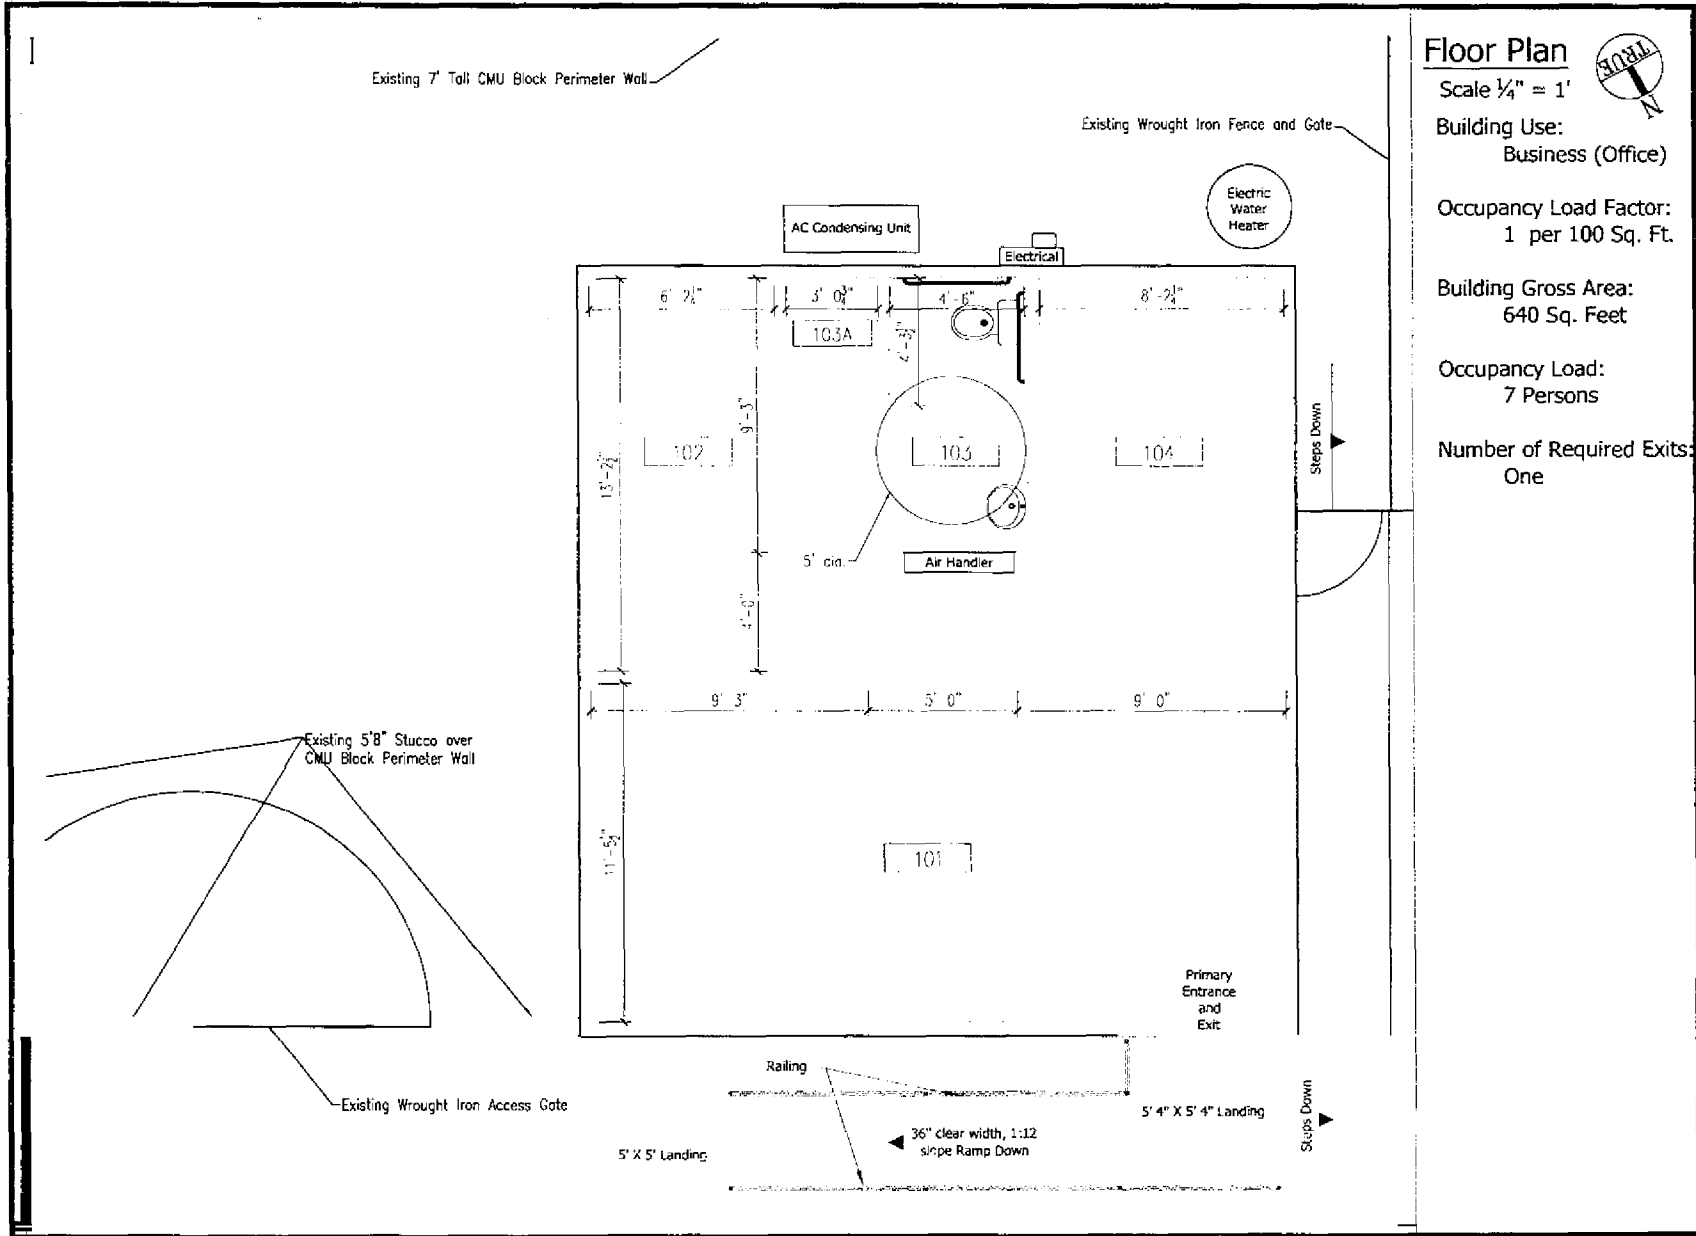 Existing 7' Tall CMU Block Perimeter Wall
Existing Wrought Iron Fence and Gate
Electric
Water
Heater
AC Condensing Unit
Electrical
6' 2¼"
3' 0¾"
4'-6"
8'-2¼"
103A
4'-3½"
9'-3"
13'-2½"
102
103
104
Steps Down
5' dia.
Air Handler
4'-0"
9' 3"
5' 0"
9' 0"
Existing 5'8" Stucco over
CMU Block Perimeter Wall
11'-5½"
101
Primary
Entrance
and
Exit
Railing
Existing Wrought Iron Access Gate
5' 4" X 5' 4" Landing
36" clear width, 1:12
slope Ramp Down
5' X 5' Landing
Steps Down
Floor Plan
TRUE
N
Scale ¼" = 1'
Building Use:
Business (Office)
Occupancy Load Factor:
1 per 100 Sq. Ft.
Building Gross Area:
640 Sq. Feet
Occupancy Load:
7 Persons
Number of Required Exits:
One